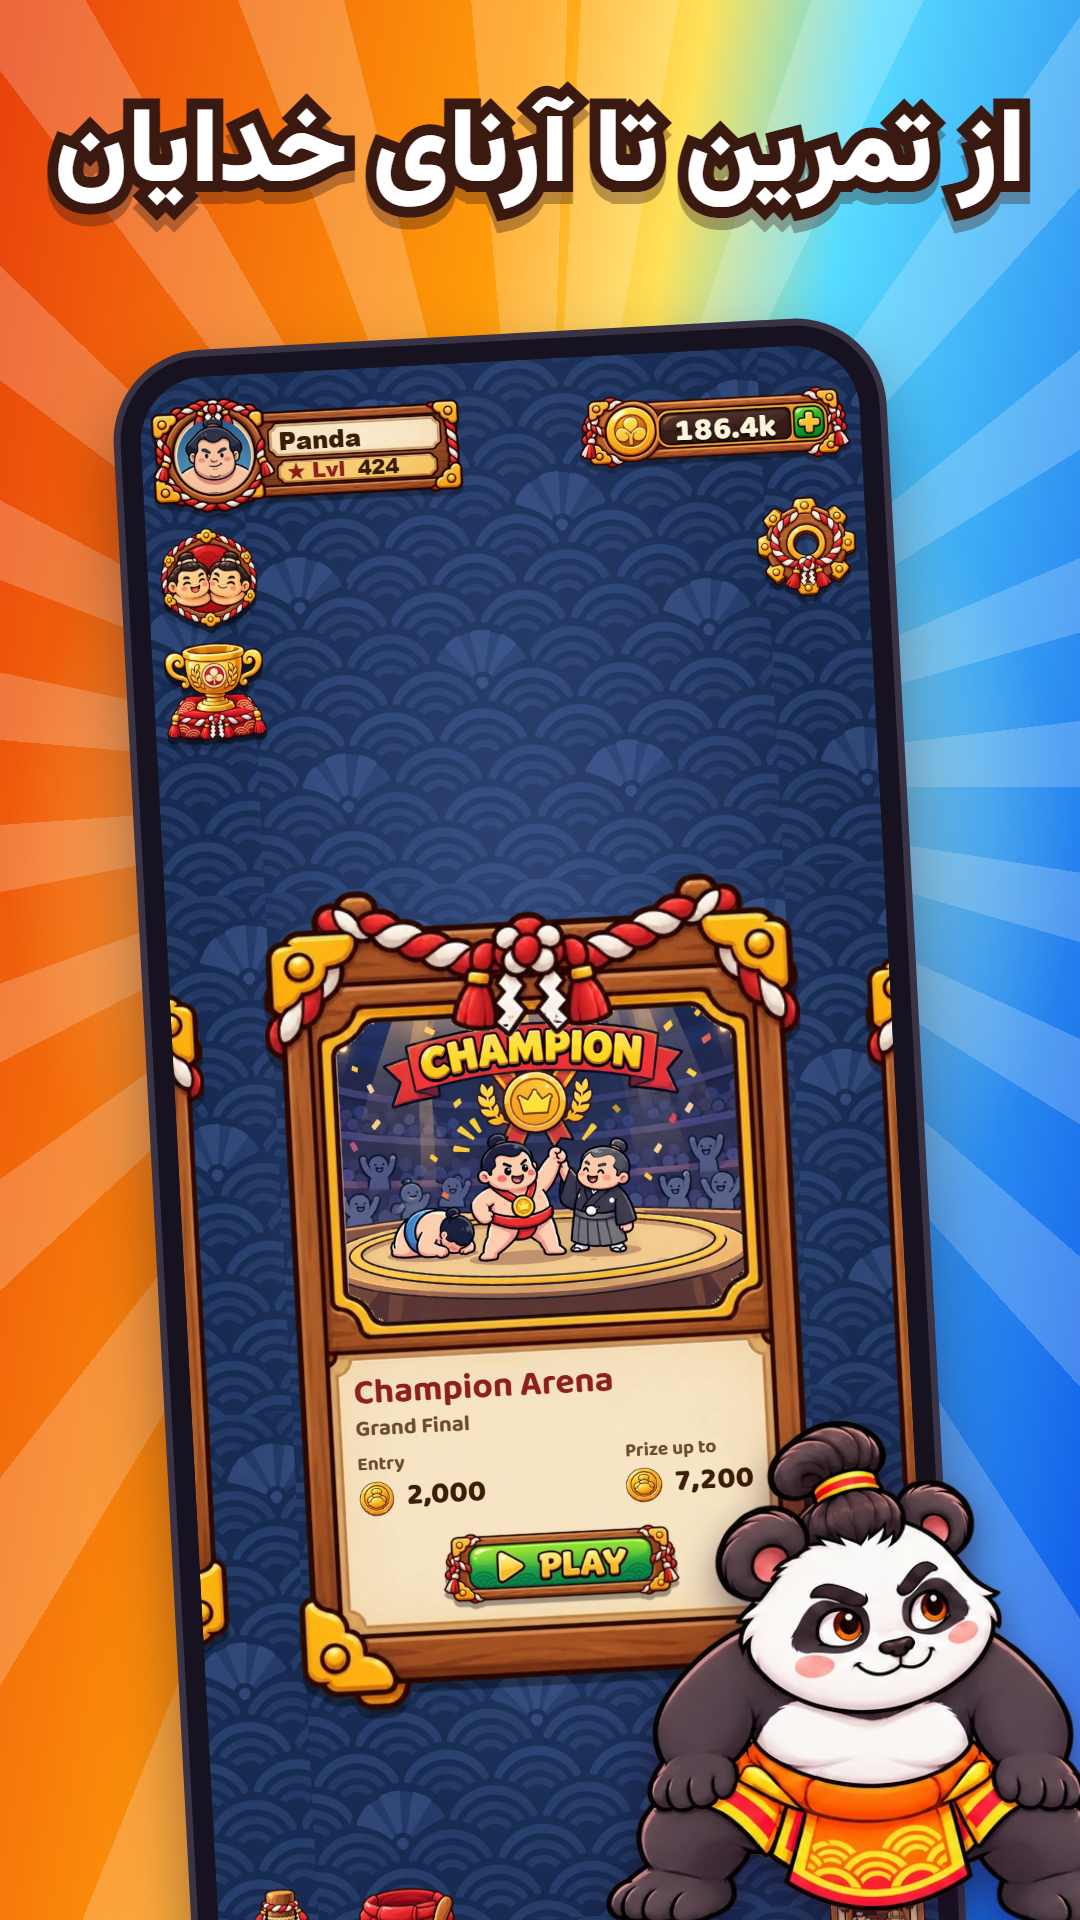 از تمرین تا آرنای خدایان
Panda
★ Lvl 424
186.4k
CHAMPION
Champion Arena
Grand Final
Entry
2,000
Prize up to
7,200
PLAY